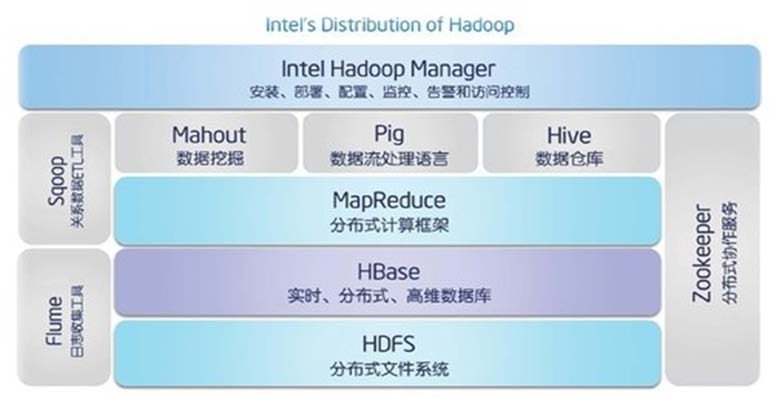 Intel's Distribution of Hadoop
Intel Hadoop Manager
安装、部署、配置、监控、告警和访问控制
Sqoop
关系数据ETL工具
Mahout
数据挖掘
Pig
数据流处理语言
Hive
数据仓库
MapReduce
分布式计算框架
Zookeeper
分布式协作服务
Flume
日志收集工具
HBase
实时、分布式、高维数据库
HDFS
分布式文件系统